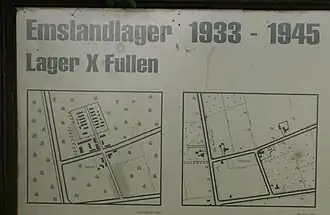 Emslandlager 1933 - 1945
Lager X Fullen